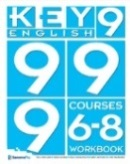 KEY 9
ENGLISH
9 9
9 COURSES
6-8
WORKBOOK